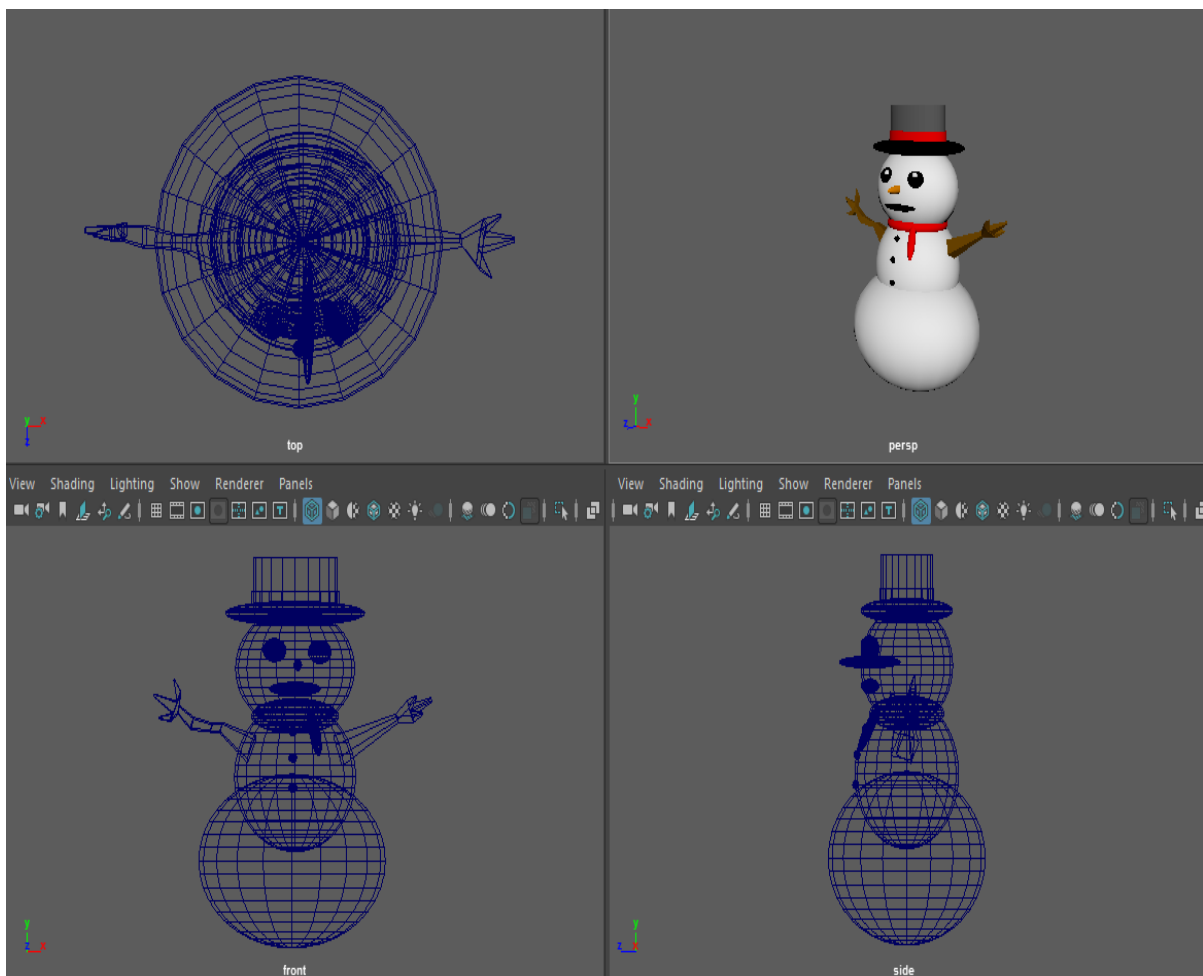 y x
z
top
y
z x
persp
View Shading Lighting Show Renderer Panels
View Shading Lighting Show Renderer Panels
T
T
y
z x
front
y
z x
side